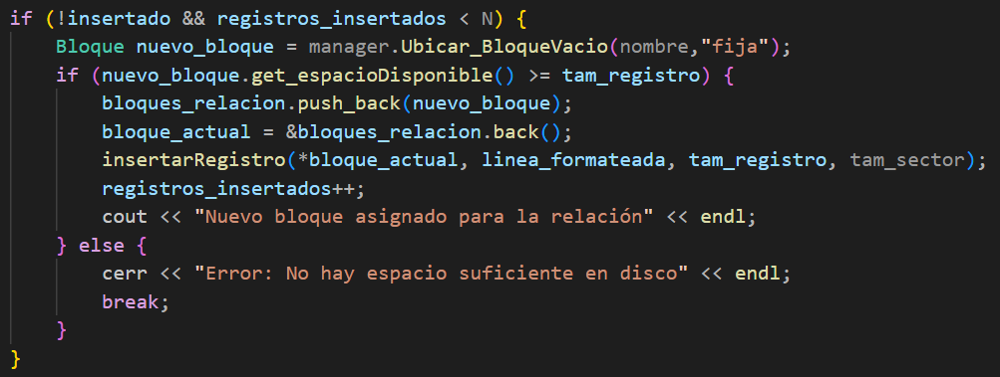 if (!insertado && registros_insertados < N) {
    Bloque nuevo_bloque = manager.Ubicar_BloqueVacio(nombre,"fija");
    if (nuevo_bloque.get_espacioDisponible() >= tam_registro) {
        bloques_relacion.push_back(nuevo_bloque);
        bloque_actual = &bloques_relacion.back();
        insertarRegistro(*bloque_actual, linea_formateada, tam_registro, tam_sector);
        registros_insertados++;
        cout << "Nuevo bloque asignado para la relación" << endl;
    } else {
        cerr << "Error: No hay espacio suficiente en disco" << endl;
        break;
    }
}